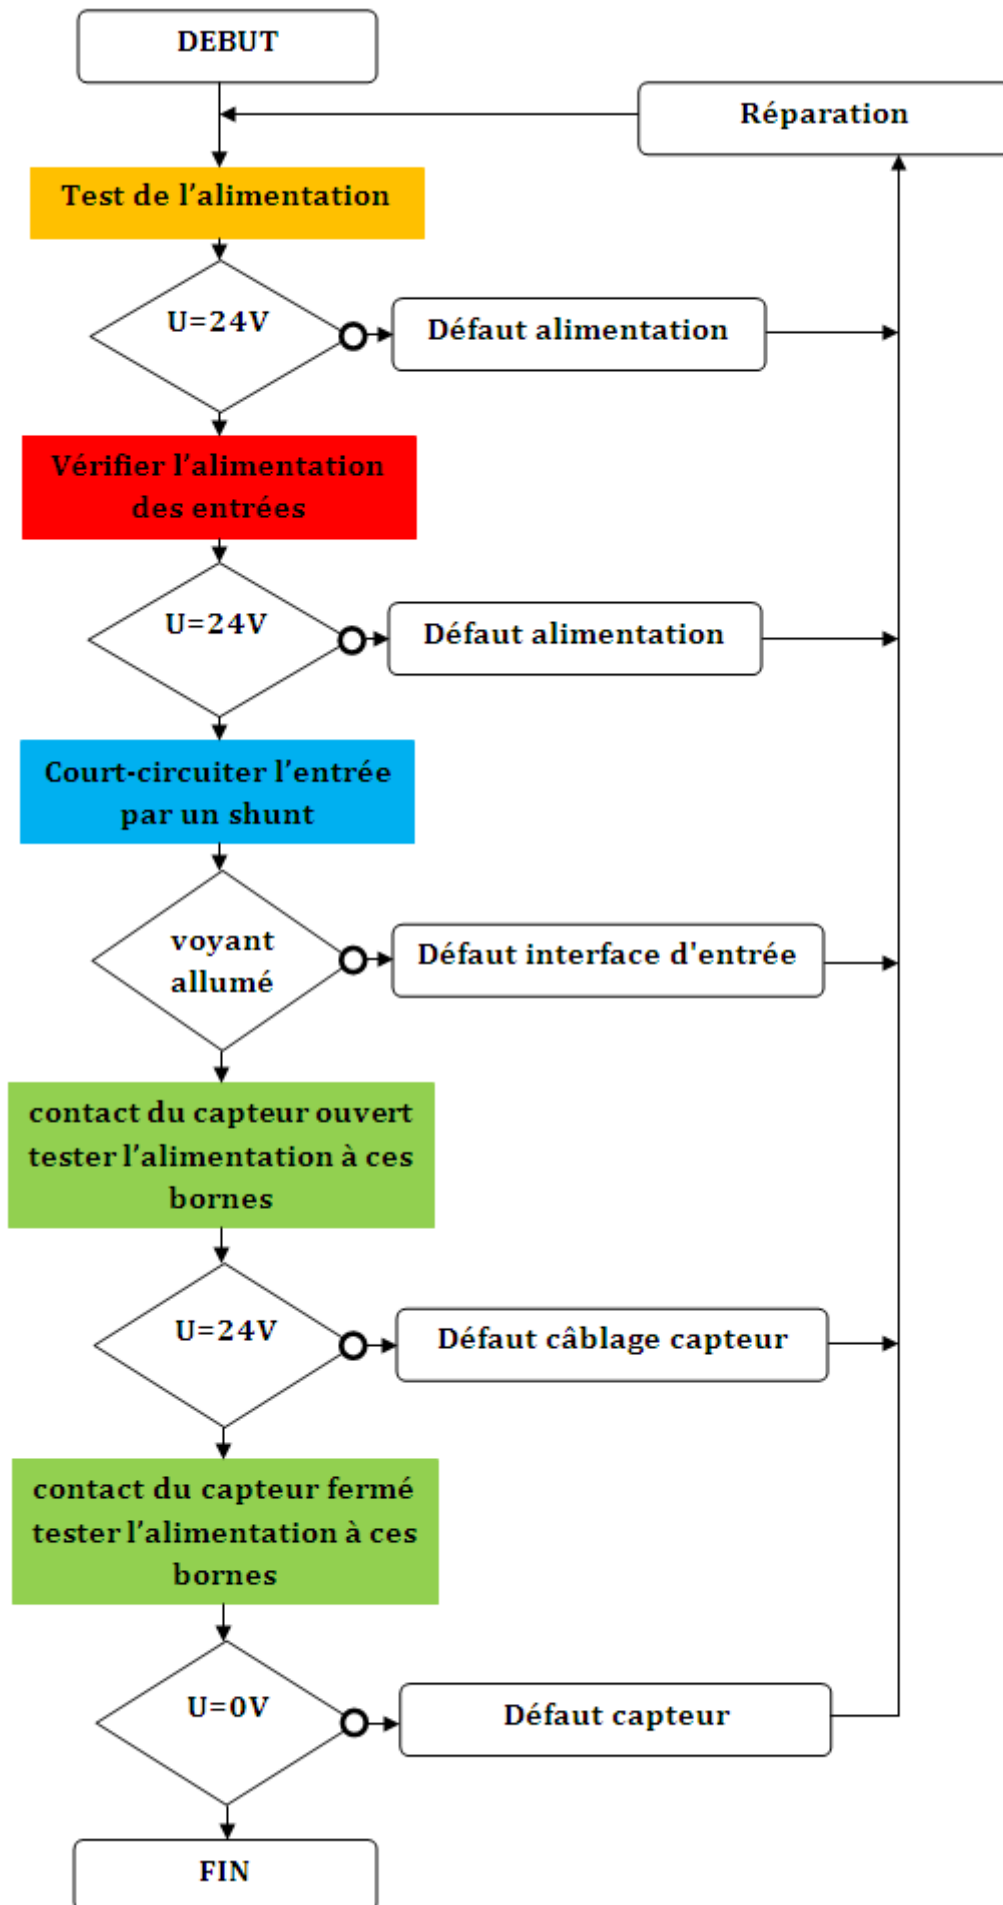 DEBUT
Réparation
Test de l’alimentation
U=24V
Défaut alimentation
Vérifier l’alimentation
des entrées
U=24V
Défaut alimentation
Court-circuiter l’entrée
par un shunt
voyant
allumé
Défaut interface d'entrée
contact du capteur ouvert
tester l’alimentation à ces
bornes
U=24V
Défaut câblage capteur
contact du capteur fermé
tester l’alimentation à ces
bornes
U=0V
Défaut capteur
FIN